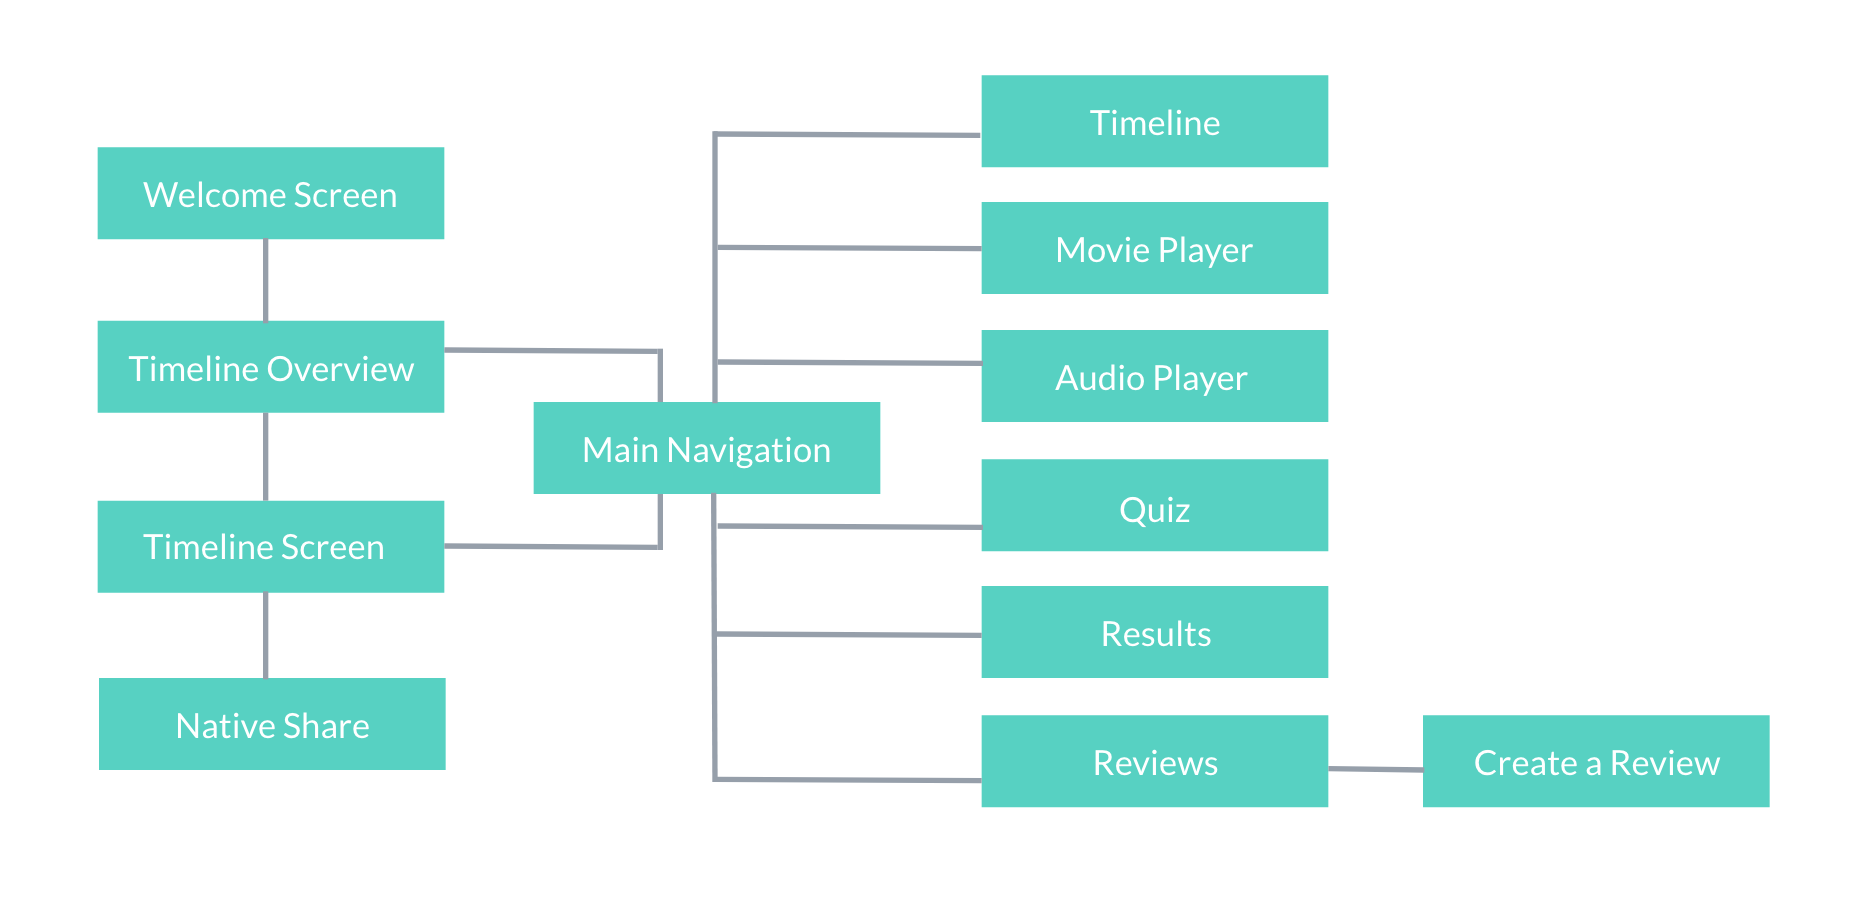 Welcome Screen
Timeline Overview
Timeline Screen
Native Share
Main Navigation
Timeline
Movie Player
Audio Player
Quiz
Results
Reviews
Create a Review